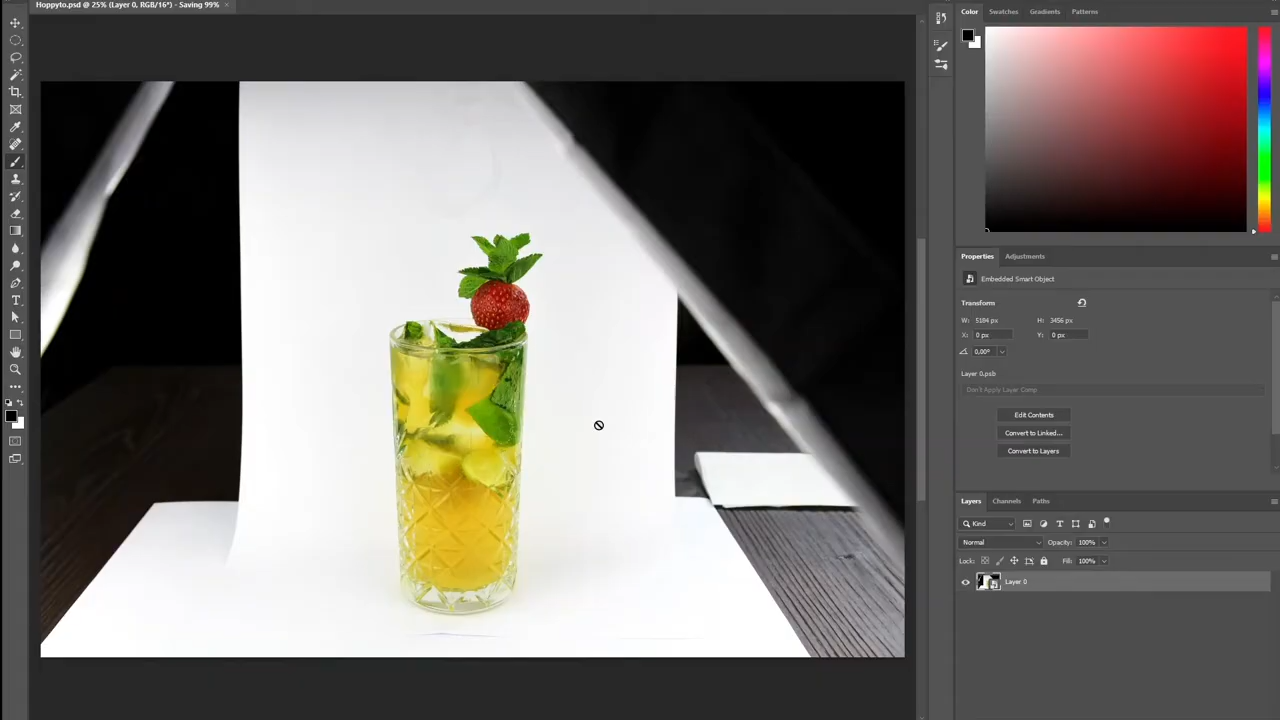 Hoppyto.psd @ 25% (Layer 0, RGB/16*) - Saving 99% ×
Color Swatches Gradients Patterns
Properties Adjustments
Embedded Smart Object
Transform
W: 5184 px H: 3456 px
X: 0 px Y: 0 px
0,00°
Layer 0.psb
Don't Apply Layer Comp
Edit Contents
Convert to Linked...
Convert to Layers
Layers Channels Paths
Kind
Normal Opacity: 100%
Lock: Fill: 100%
Layer 0